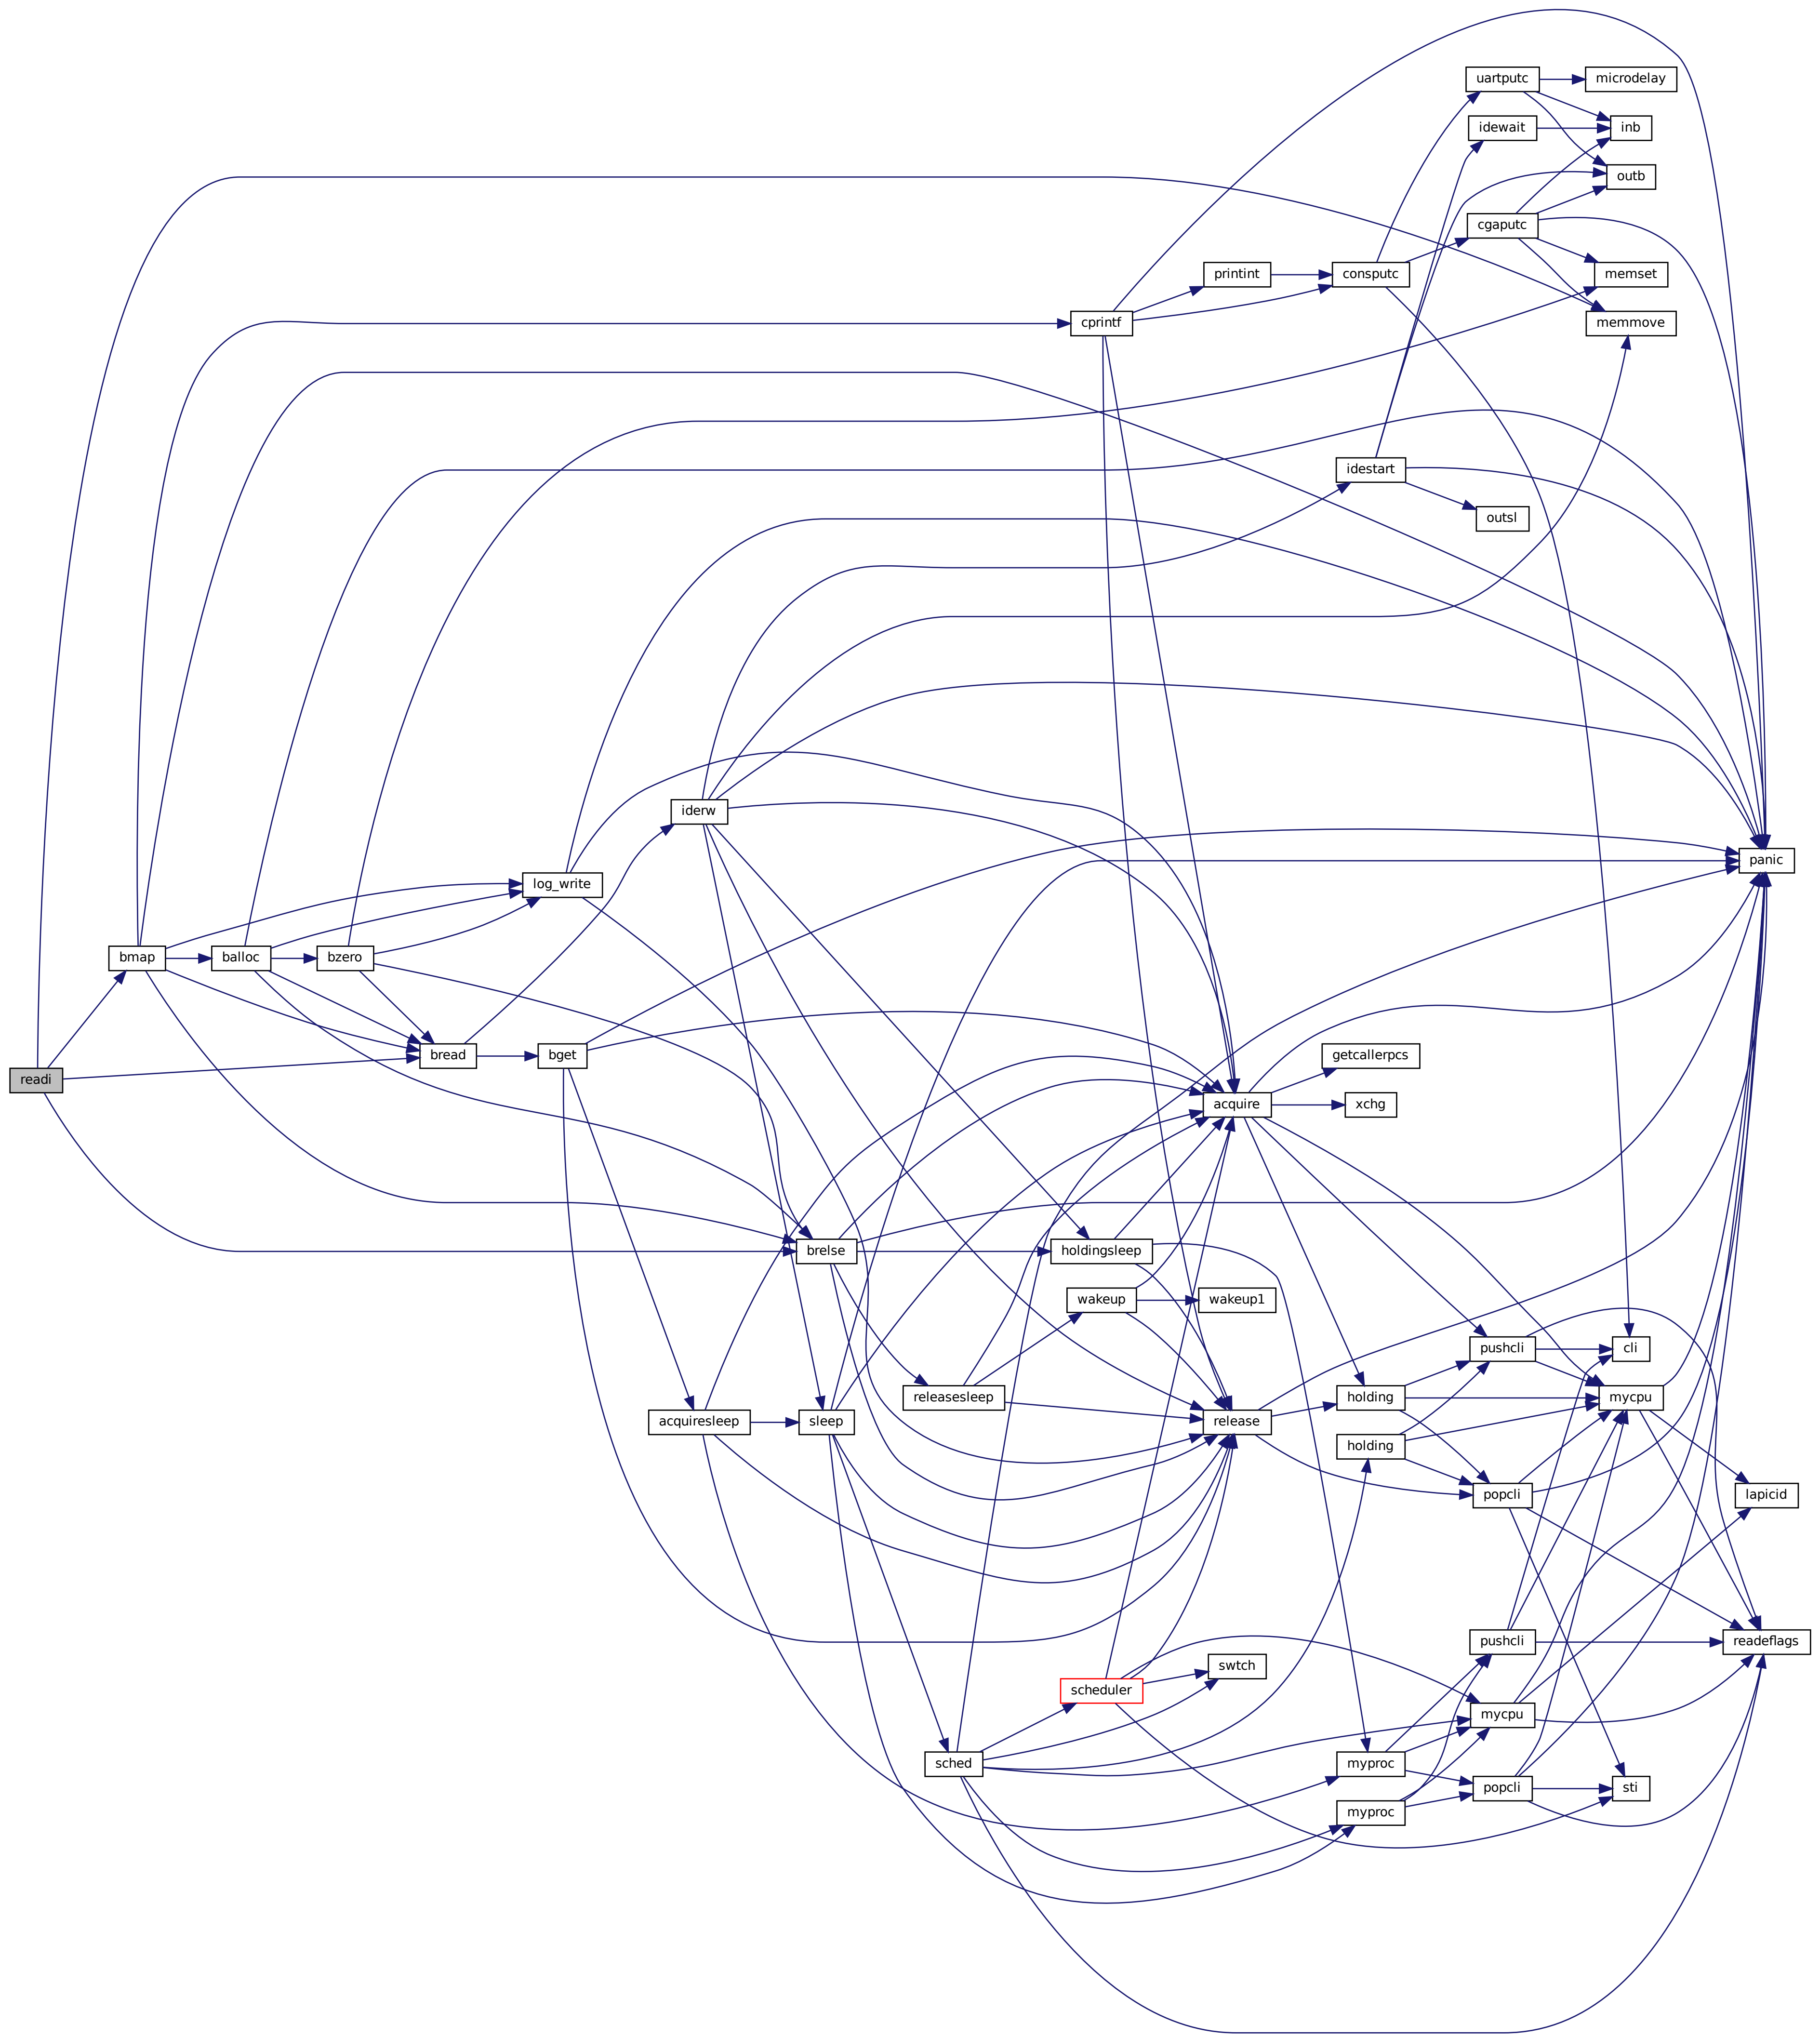 uartputc
microdelay
idewait
inb
outb
cgaputc
printint
consputc
memset
cprintf
memmove
idestart
outsl
iderw
panic
log_write
bmap
balloc
bzero
bread
bget
getcallerpcs
readi
acquire
xchg
brelse
holdingsleep
wakeup
wakeup1
pushcli
cli
releasesleep
holding
mycpu
acquiresleep
sleep
release
holding
popcli
lapicid
pushcli
readeflags
swtch
scheduler
mycpu
sched
myproc
popcli
sti
myproc